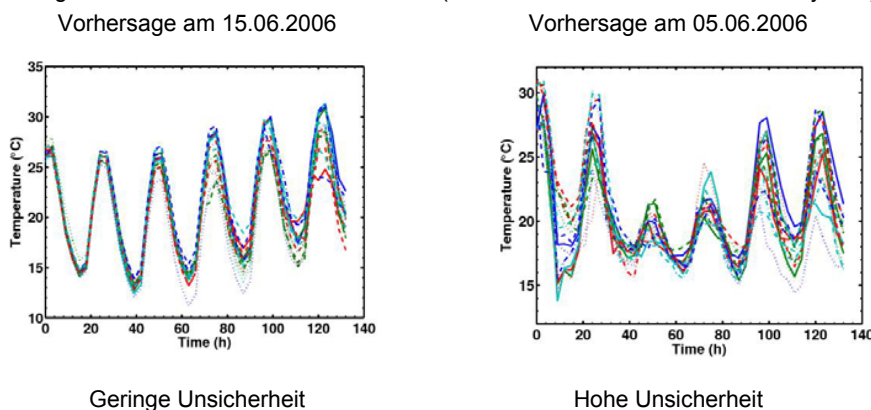 Vorhersage am 15.06.2006
Vorhersage am 05.06.2006
35
30
25
20
15
10
Temperature (°C)
0 20 40 60 80 100 120 140
Time (h)
30
25
20
15
Temperature (°C)
0 20 40 60 80 100 120 140
Time (h)
Geringe Unsicherheit
Hohe Unsicherheit